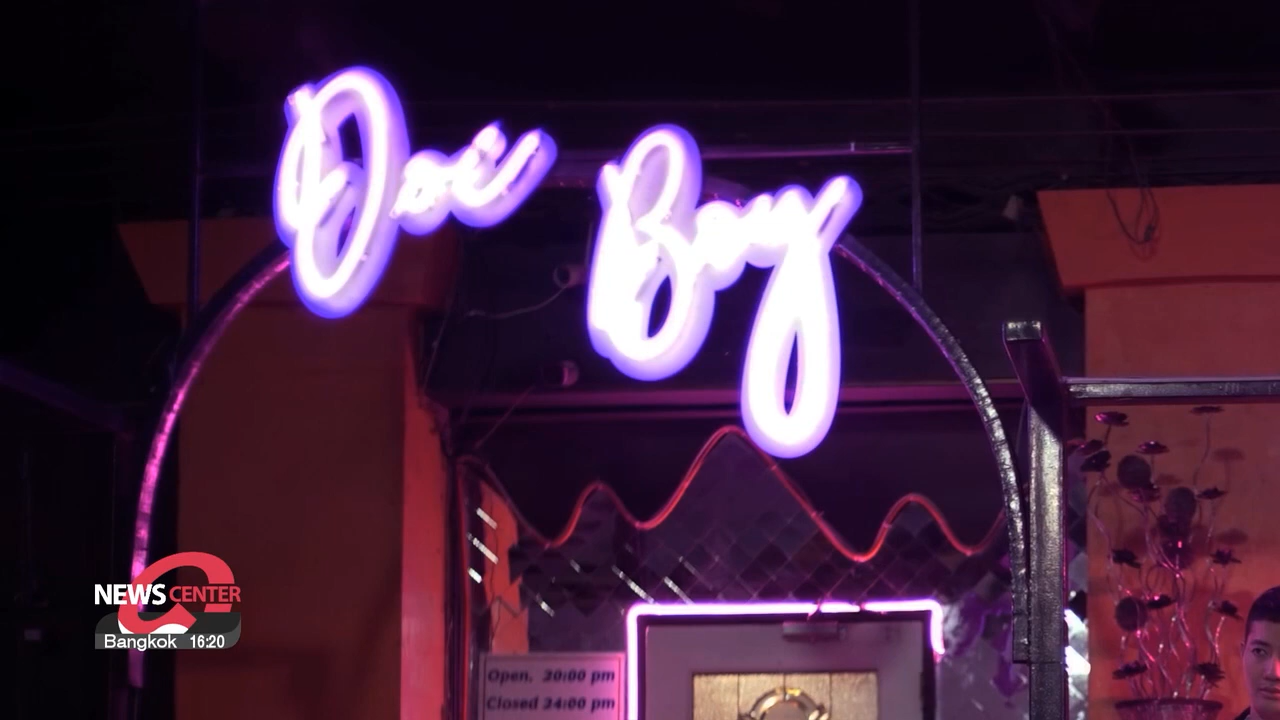 Doi Boy
NEWS CENTER
Bangkok 16:20
Open. 20:00 pm
Closed 24:00 pm